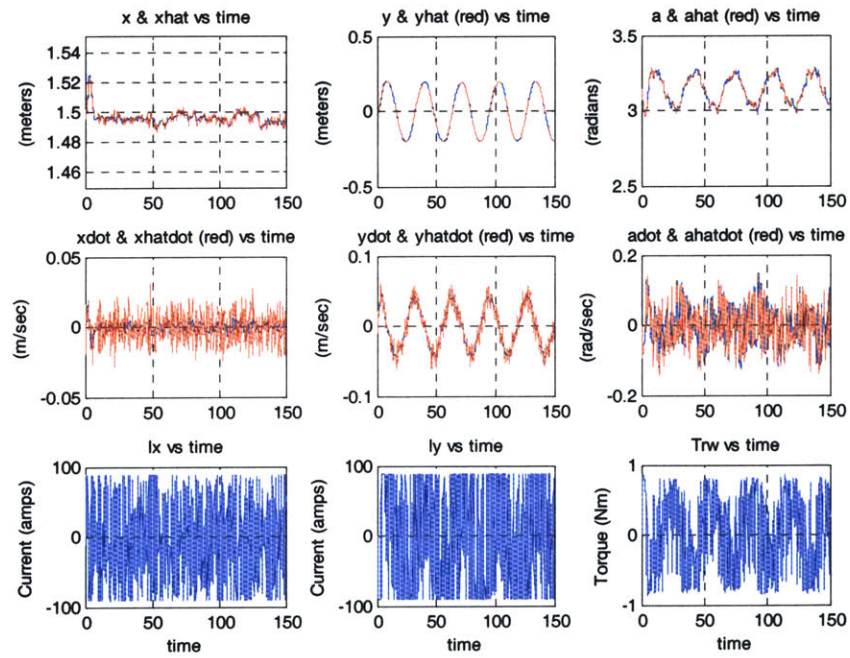 x & xhat vs time
y & yhat (red) vs time
a & ahat (red) vs time
(meters)
1.54
1.52
1.5
1.48
1.46
0 50 100 150
(meters)
0.5
0
-0.5
0 50 100 150
(radians)
3.5
3
2.5
0 50 100 150
xdot & xhatdot (red) vs time
ydot & yhatdot (red) vs time
adot & ahatdot (red) vs time
(m/sec)
0.05
0
-0.05
0 50 100 150
(m/sec)
0.1
0
-0.1
0 50 100 150
(rad/sec)
0.2
0
-0.2
0 50 100 150
Ix vs time
Iy vs time
Trw vs time
Current (amps)
100
0
-100
0 50 100 150
time
Current (amps)
100
0
-100
0 50 100 150
time
Torque (Nm)
1
0
-1
0 50 100 150
time